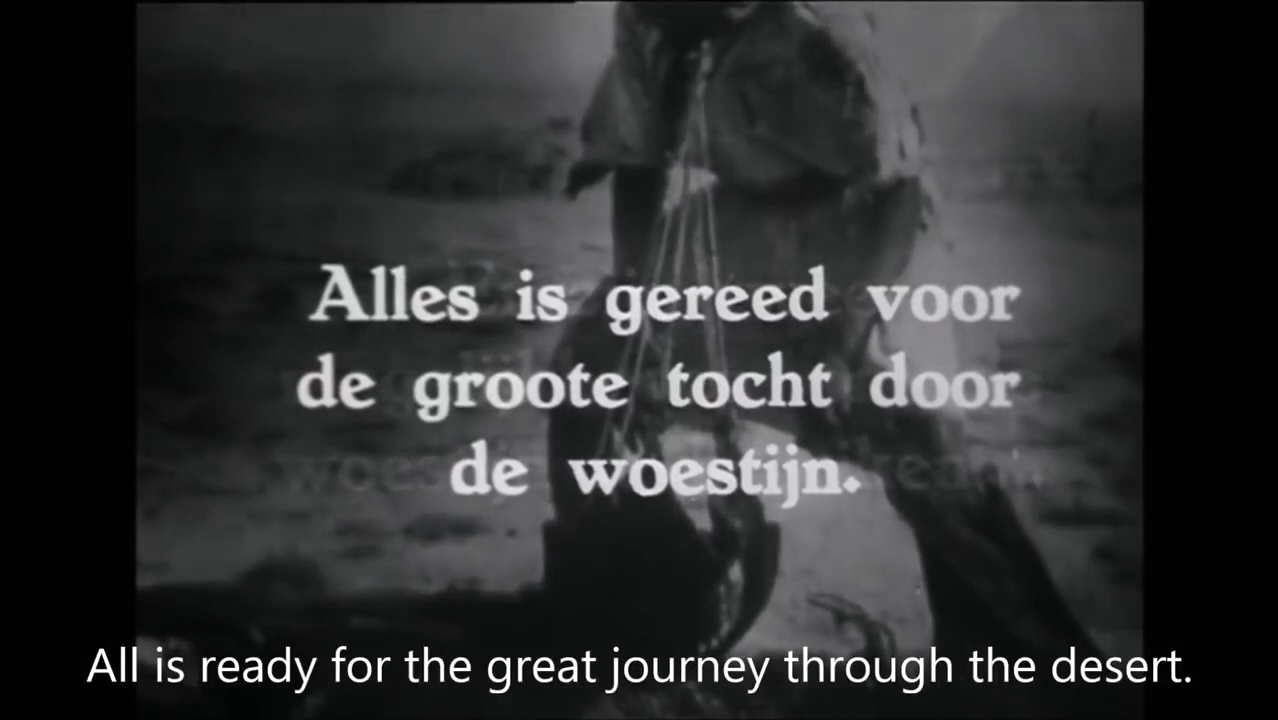 Alles is gereed voor
de groote tocht door
de woestijn.
All is ready for the great journey through the desert.